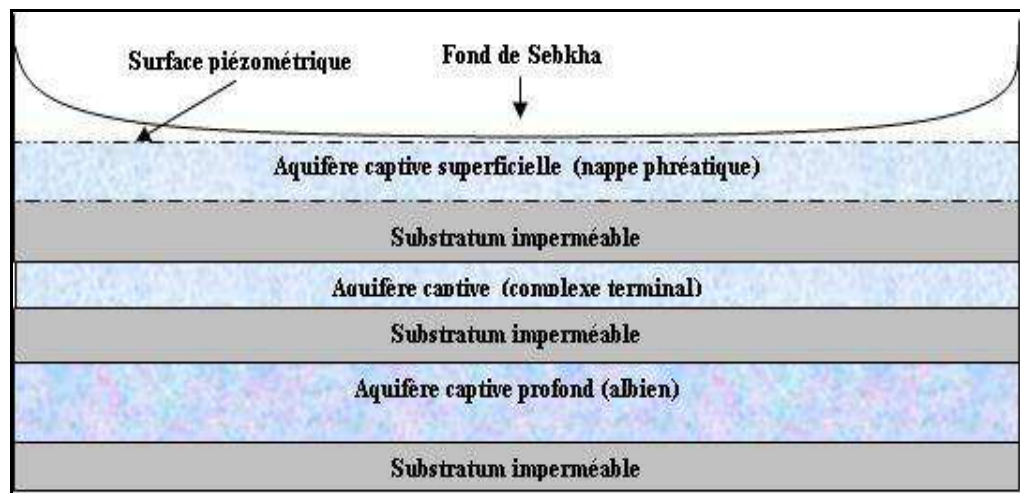 Fond de Sebkha
Surface piézométrique
Aquifère captive superficielle (nappe phréatique)
Substratum imperméable
Aquifère captive (complexe terminal)
Substratum imperméable
Aquifère captive profond (albien)
Substratum imperméable